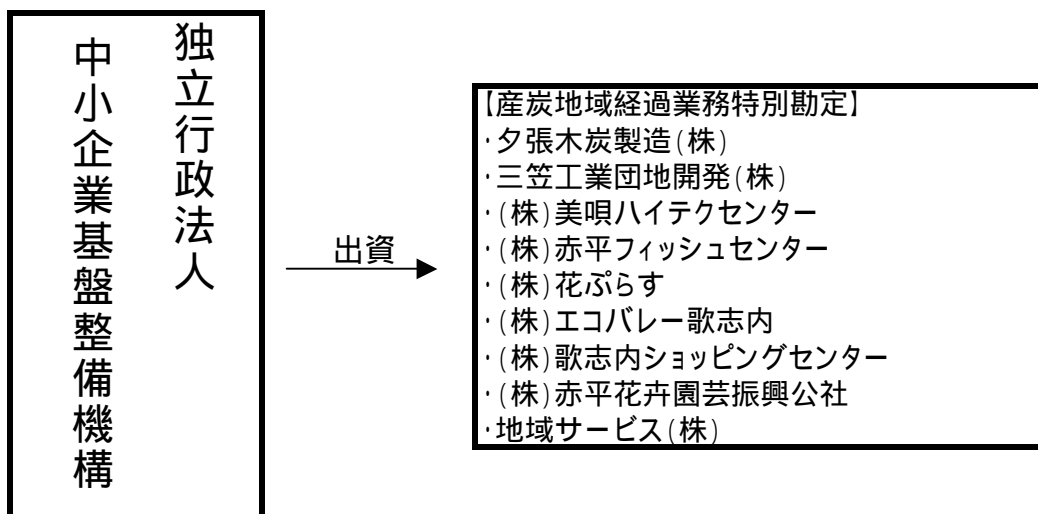 独立行政法人
中小企業基盤整備機構
出資
【産炭地域経過業務特別勘定】
・夕張木炭製造(株)
・三笠工業団地開発(株)
・(株)美唄ハイテクセンター
・(株)赤平フィッシュセンター
・(株)花ぷらす
・(株)エコバレー歌志内
・(株)歌志内ショッピングセンター
・(株)赤平花卉園芸振興公社
・地域サービス(株)